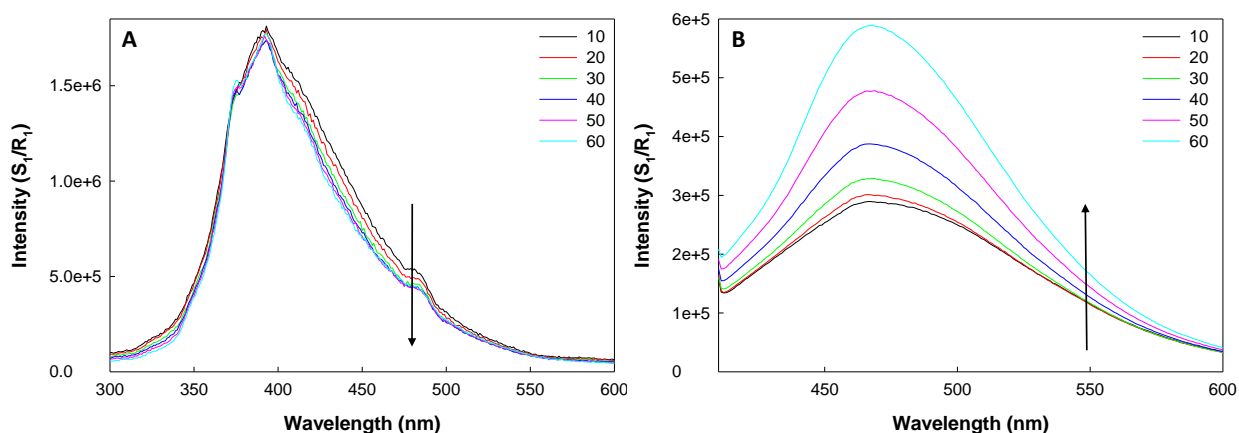 A
10
20
30
40
50
60
Intensity (S₁/R₁)
1.5e+6
1.0e+6
5.0e+5
0.0
300 350 400 450 500 550 600
Wavelength (nm)
B
10
20
30
40
50
60
Intensity (S₁/R₁)
6e+5
5e+5
4e+5
3e+5
2e+5
1e+5
0
450 500 550 600
Wavelength (nm)